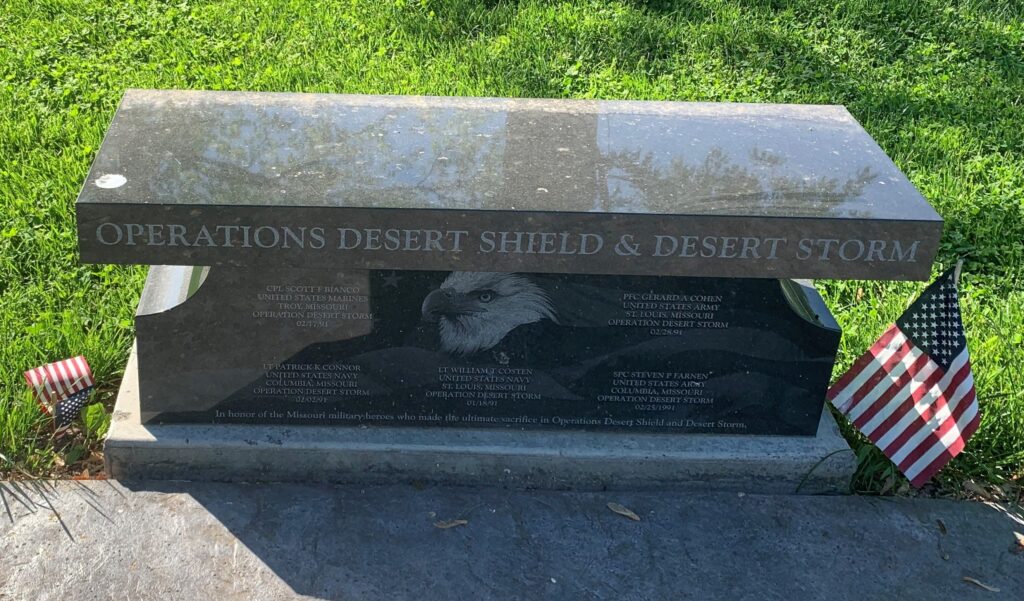 OPERATIONS DESERT SHIELD & DESERT STORM
CPL SCOTT F BIANCO
UNITED STATES MARINES
TROY, MISSOURI
OPERATION DESERT STORM
02/17/91
PFC GERARD A COHEN
UNITED STATES ARMY
ST. LOUIS, MISSOURI
OPERATION DESERT STORM
02/28/91
LT PATRICK K CONNOR
UNITED STATES NAVY
COLUMBIA, MISSOURI
OPERATION DESERT STORM
02/02/91
LT WILLIAM T COSTEN
UNITED STATES NAVY
ST. LOUIS, MISSOURI
OPERATION DESERT STORM
01/18/91
SPC STEVEN P FARNEN
UNITED STATES ARMY
COLUMBIA, MISSOURI
OPERATION DESERT STORM
02/25/1991
In honor of the Missouri military heroes who made the ultimate sacrifice in Operations Desert Shield and Desert Storm.